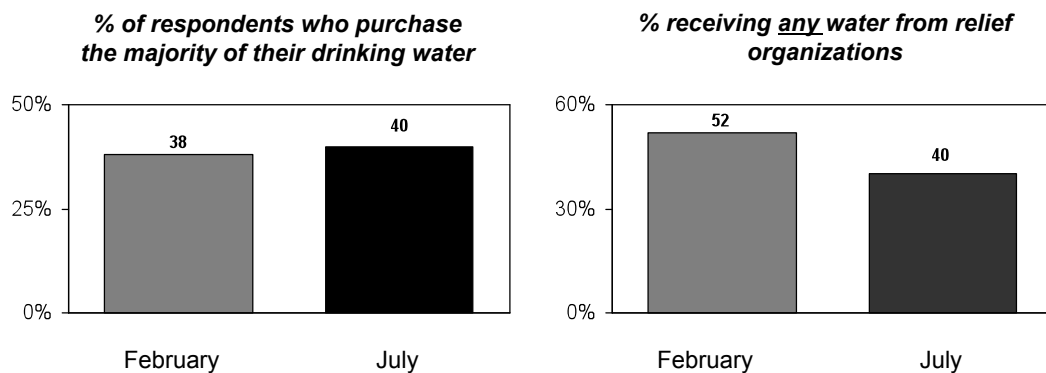 % of respondents who purchase
the majority of their drinking water
50%
38
40
25%
0%
February
July
% receiving any water from relief
organizations
60%
52
40
30%
0%
February
July